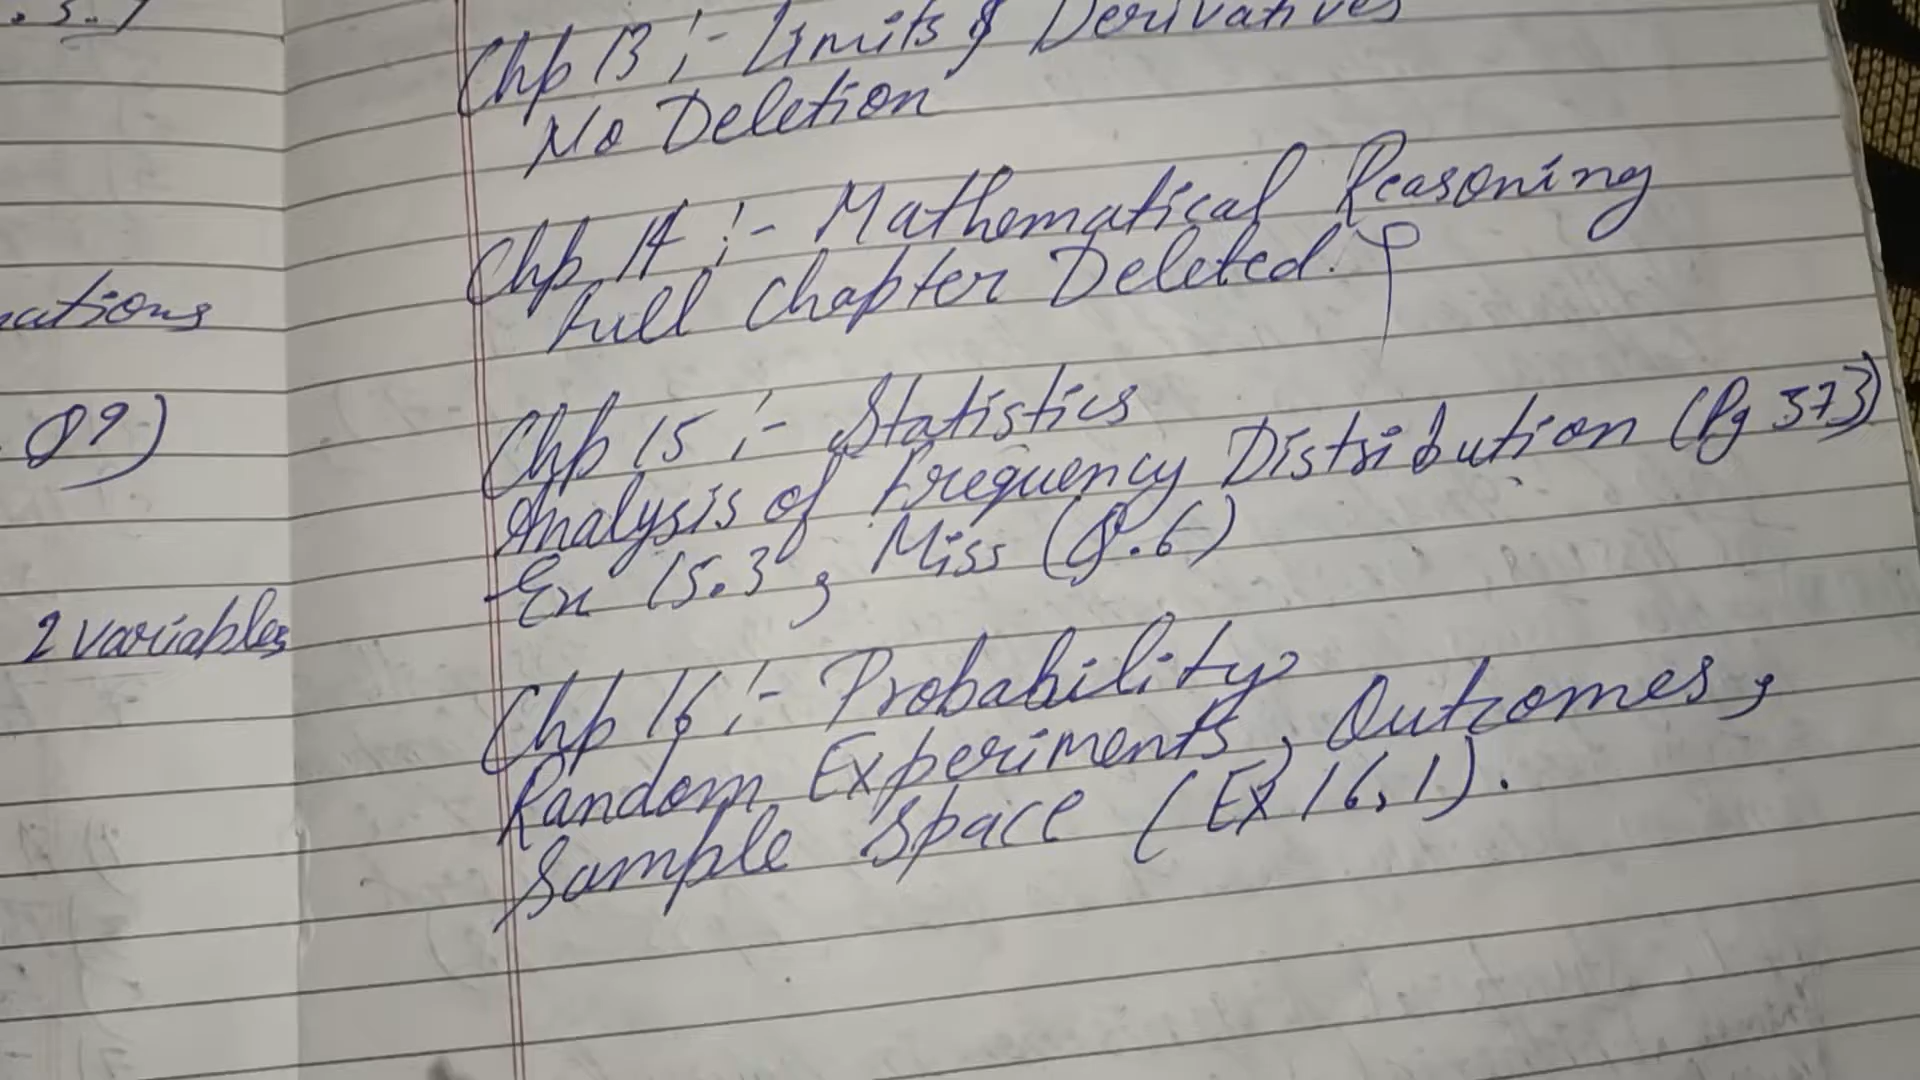 Chp 13 :- Limits & Derivatives
No Deletion
Chp 14 :- Mathematical Reasoning
Full Chapter Deleted.
Chp 15 :- Statistics
Analysis of Frequency Distribution (Pg 373)
Ex 15.3, Miss (Q.6)
Chp 16 :- Probability
Random Experiments, Outcomes,
Sample Space (Ex 16.1).
Q9)
2 variables